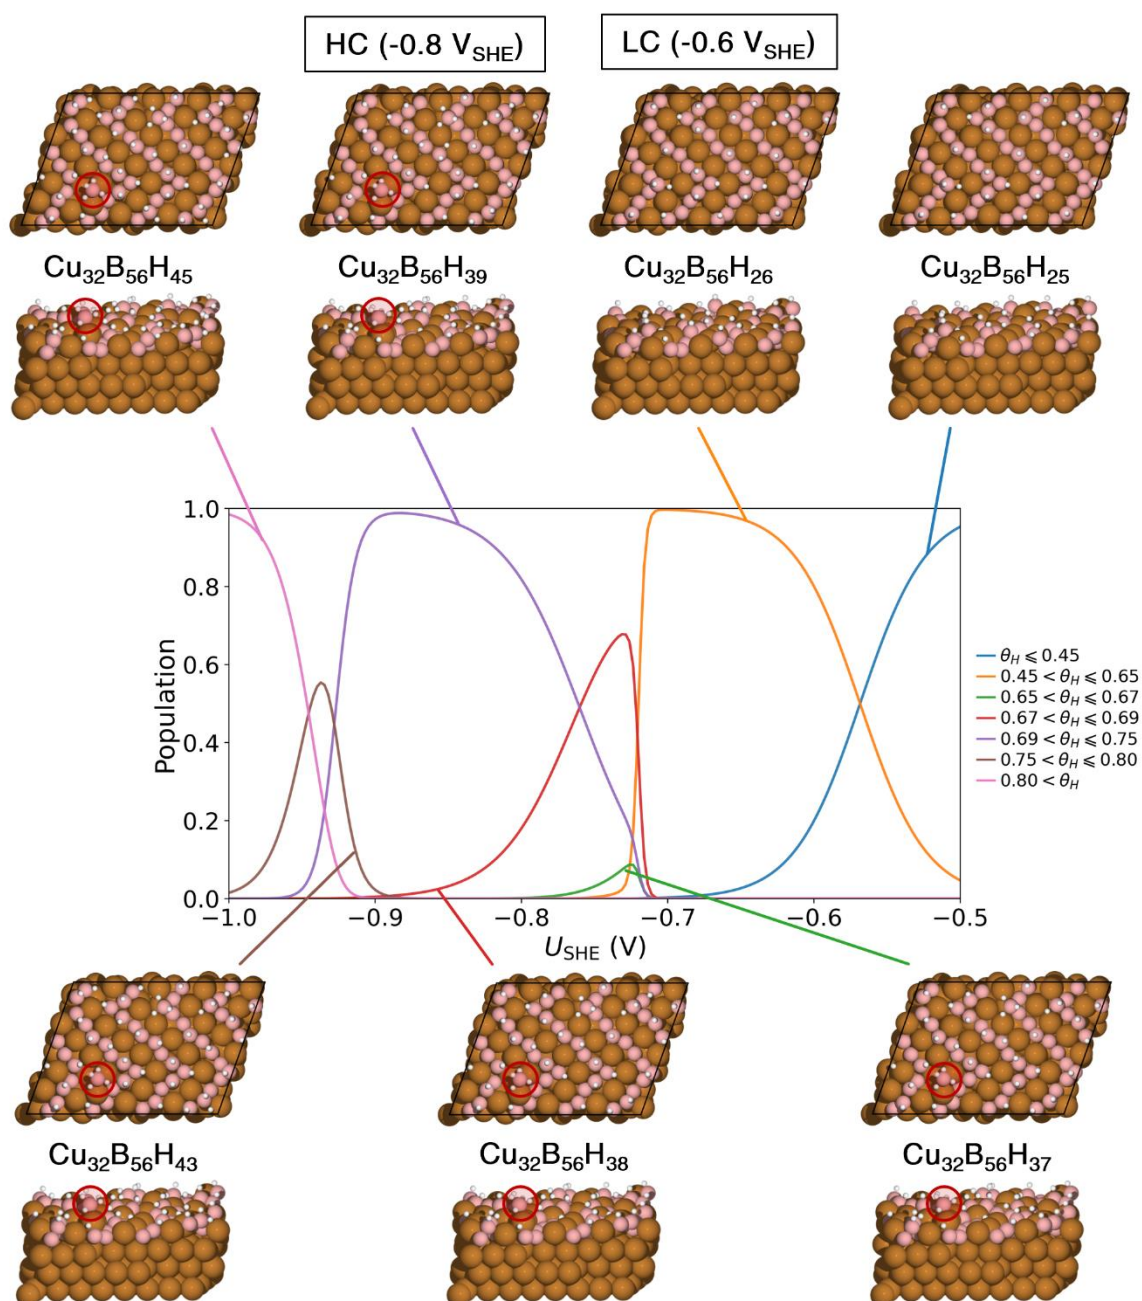 HC (-0.8 V_SHE)
LC (-0.6 V_SHE)
Cu₃₂B₅₆H₄₅
Cu₃₂B₅₆H₃₉
Cu₃₂B₅₆H₂₆
Cu₃₂B₅₆H₂₅
1.0
0.8
0.6
0.4
0.2
0.0
Population
−1.0
−0.9
−0.8
−0.7
−0.6
−0.5
U_SHE (V)
θ_H ⩽ 0.45
0.45 < θ_H ⩽ 0.65
0.65 < θ_H ⩽ 0.67
0.67 < θ_H ⩽ 0.69
0.69 < θ_H ⩽ 0.75
0.75 < θ_H ⩽ 0.80
0.80 < θ_H
Cu₃₂B₅₆H₄₃
Cu₃₂B₅₆H₃₈
Cu₃₂B₅₆H₃₇